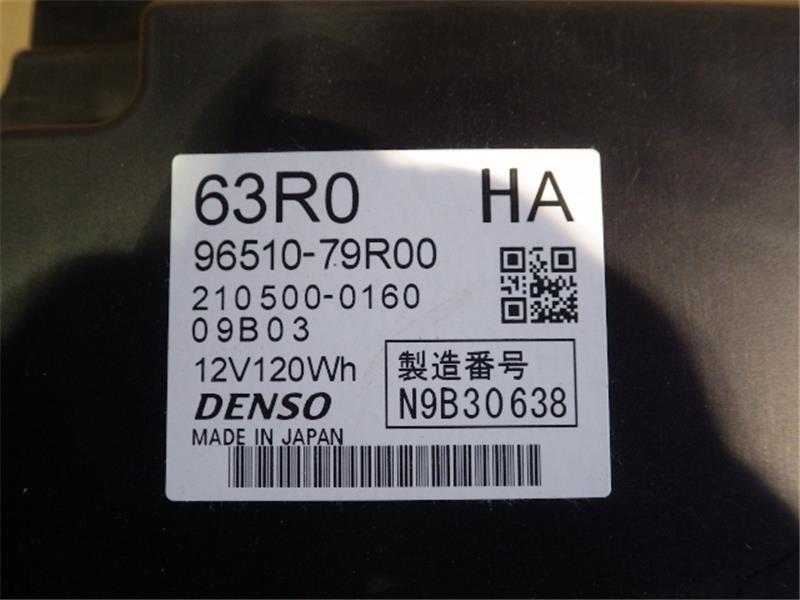 63R0 HA
96510-79R00
210500-0160
09B03
12V120Wh
DENSO
MADE IN JAPAN
製造番号
N9B30638